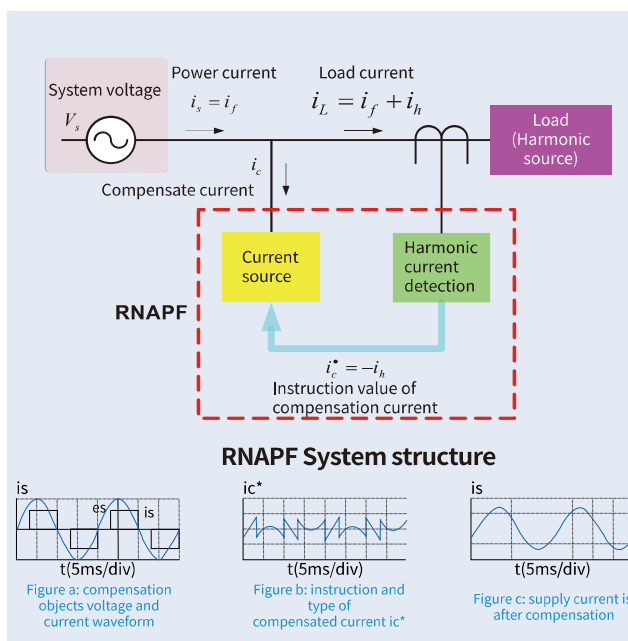 System voltage
Vs
Power current
is = if
Load current
iL = if + ih
Load
(Harmonic
source)
ic
Compensate current
Current
source
Harmonic
current
detection
RNAPF
ic• = −ih
Instruction value of
compensation current
RNAPF System structure
is
es
is
t(5ms/div)
Figure a: compensation
objects voltage and
current waveform
ic*
t(5ms/div)
Figure b: instruction and
type of
compensated current ic*
is
t(5ms/div)
Figure c: supply current is
after compensation